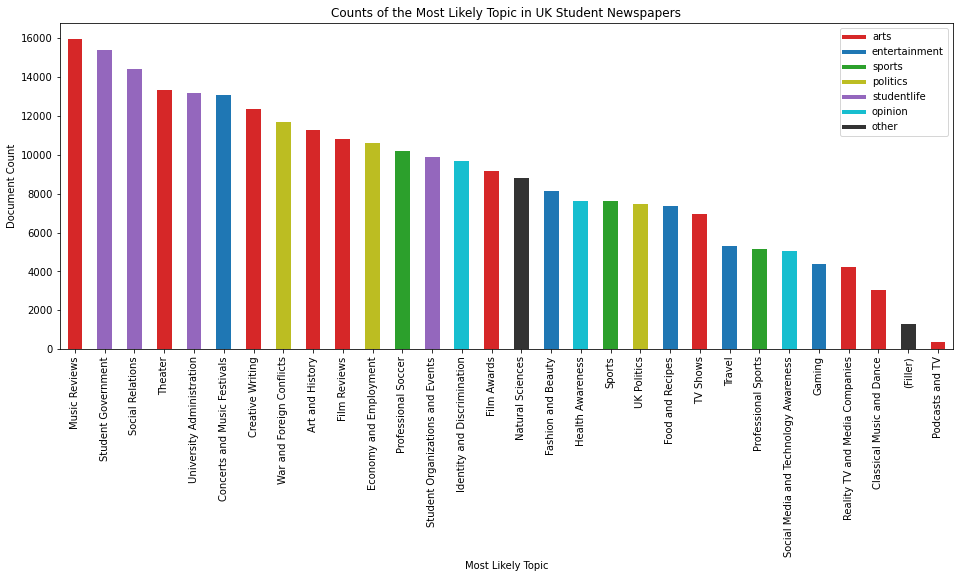 Counts of the Most Likely Topic in UK Student Newspapers
arts
entertainment
sports
politics
studentlife
opinion
other
Document Count
16000
14000
12000
10000
8000
6000
4000
2000
0
Music Reviews
Student Government
Social Relations
Theater
University Administration
Concerts and Music Festivals
Creative Writing
War and Foreign Conflicts
Art and History
Film Reviews
Economy and Employment
Professional Soccer
Student Organizations and Events
Identity and Discrimination
Film Awards
Natural Sciences
Fashion and Beauty
Health Awareness
Sports
UK Politics
Food and Recipes
TV Shows
Travel
Professional Sports
Social Media and Technology Awareness
Gaming
Reality TV and Media Companies
Classical Music and Dance
(Filler)
Podcasts and TV
Most Likely Topic